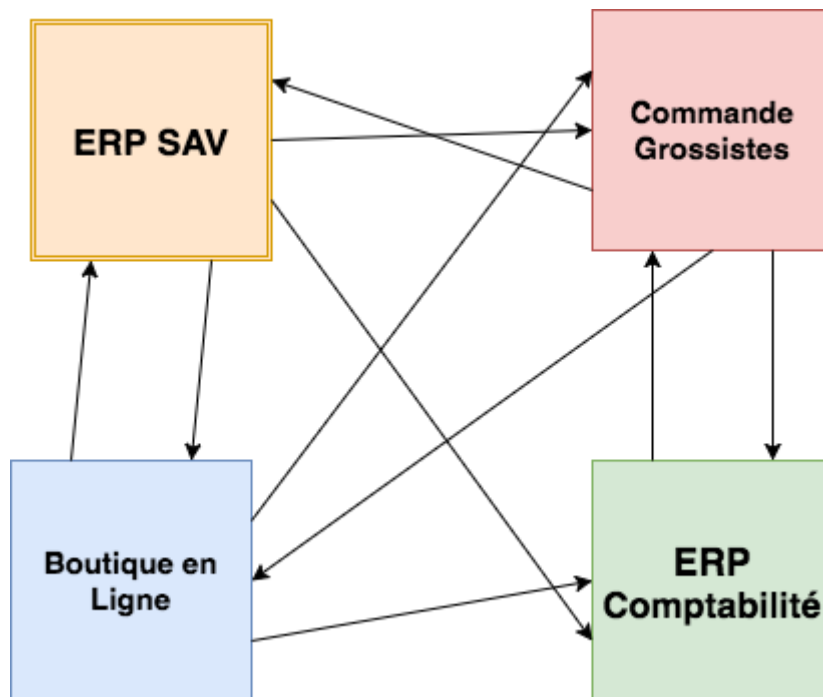 ERP SAV
Commande
Grossistes
Boutique en
Ligne
ERP
Comptabilité